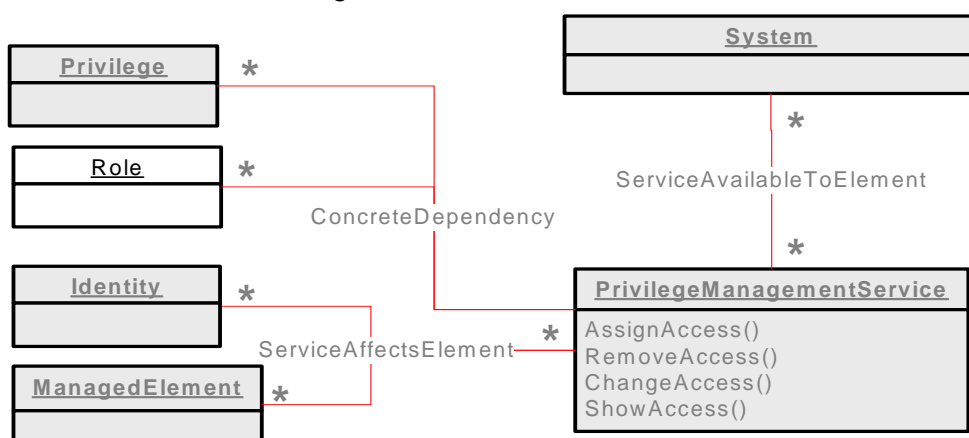 System
Privilege
*
*
Role
*
ServiceAvailableToElement
ConcreteDependency
*
Identity
*
PrivilegeManagementService
AssignAccess()
*
ServiceAffectsElement
RemoveAccess()
ManagedElement
*
ChangeAccess()
ShowAccess()